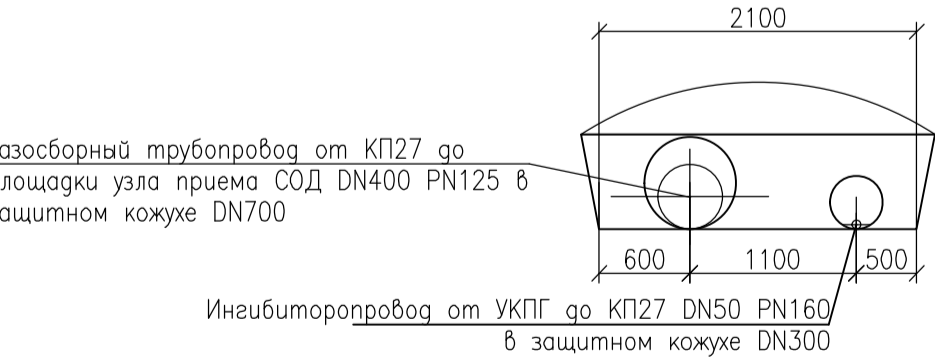 2100
азосборный трубопровод от КП27 до
лощадки узла приема СОД DN400 PN125 в
ащитном кожухе DN700
600 1100 500
Ингибиторопровод от УКПГ до КП27 DN50 PN160
в защитном кожухе DN300